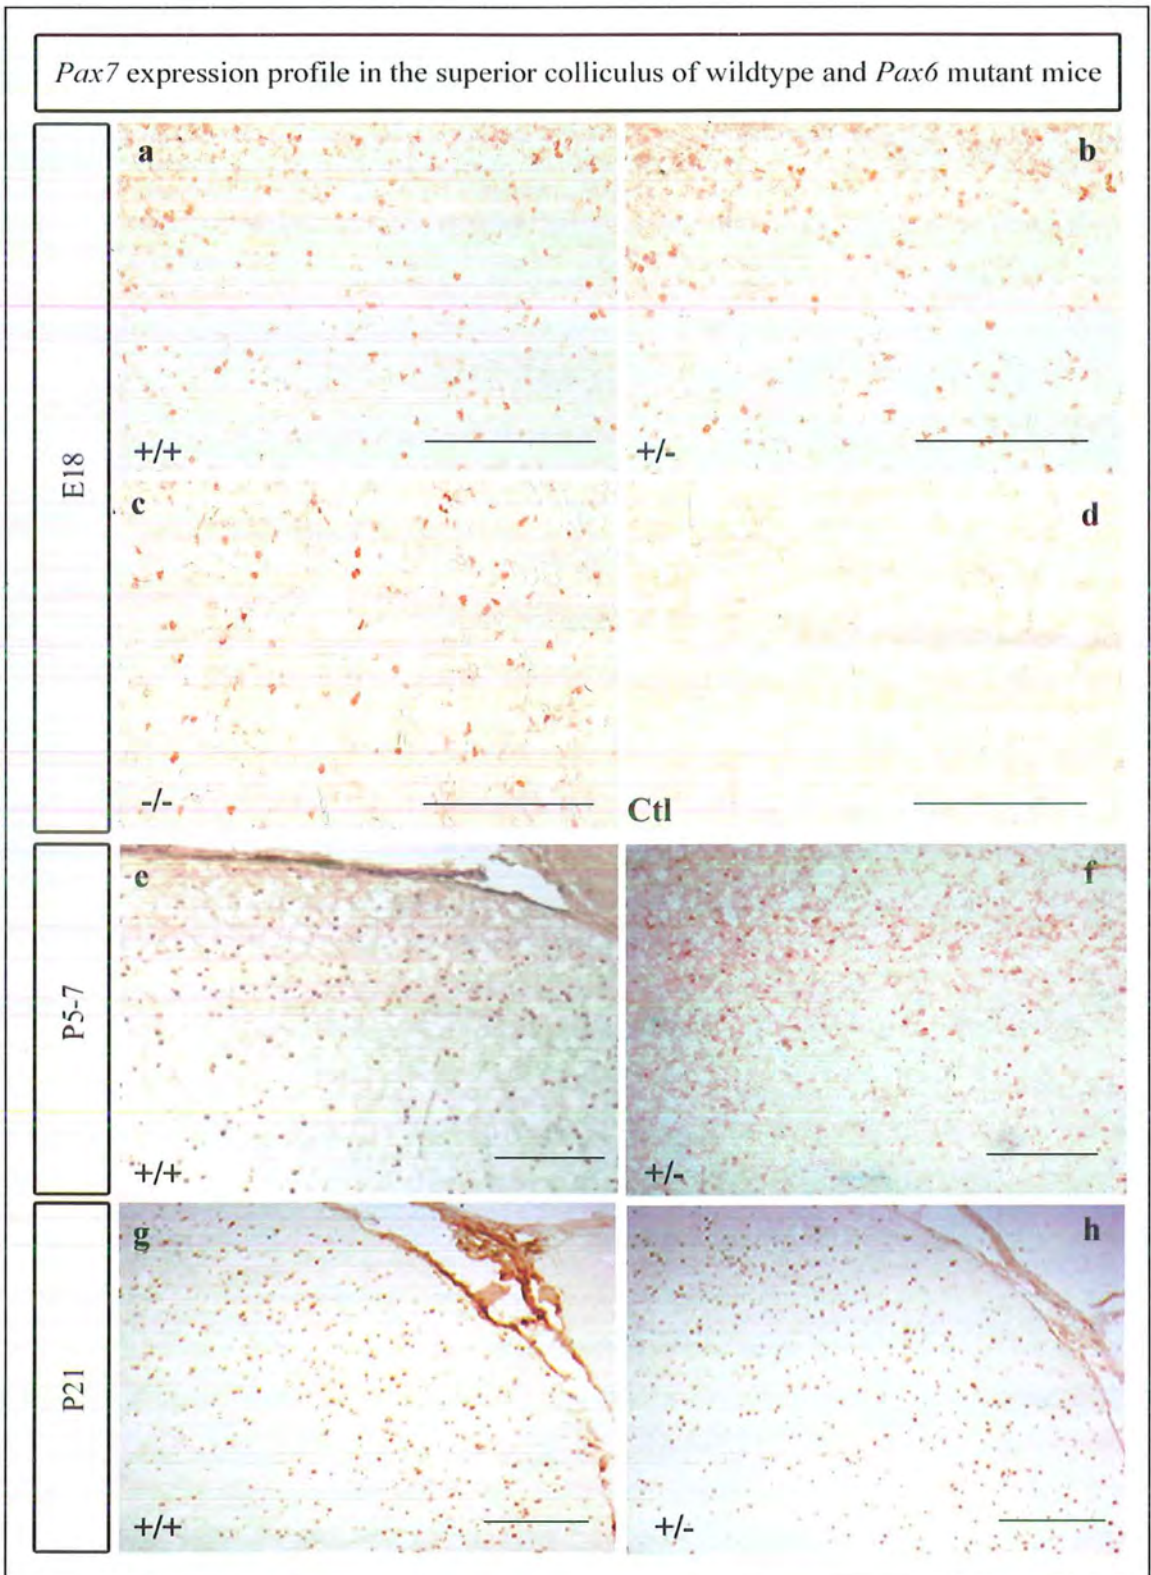 Pax7 expression profile in the superior colliculus of wildtype and Pax6 mutant mice
E18
a
b
+/+
+/-
c
d
-/-
Ctl
P5-7
e
f
+/+
+/-
P21
g
h
+/+
+/-